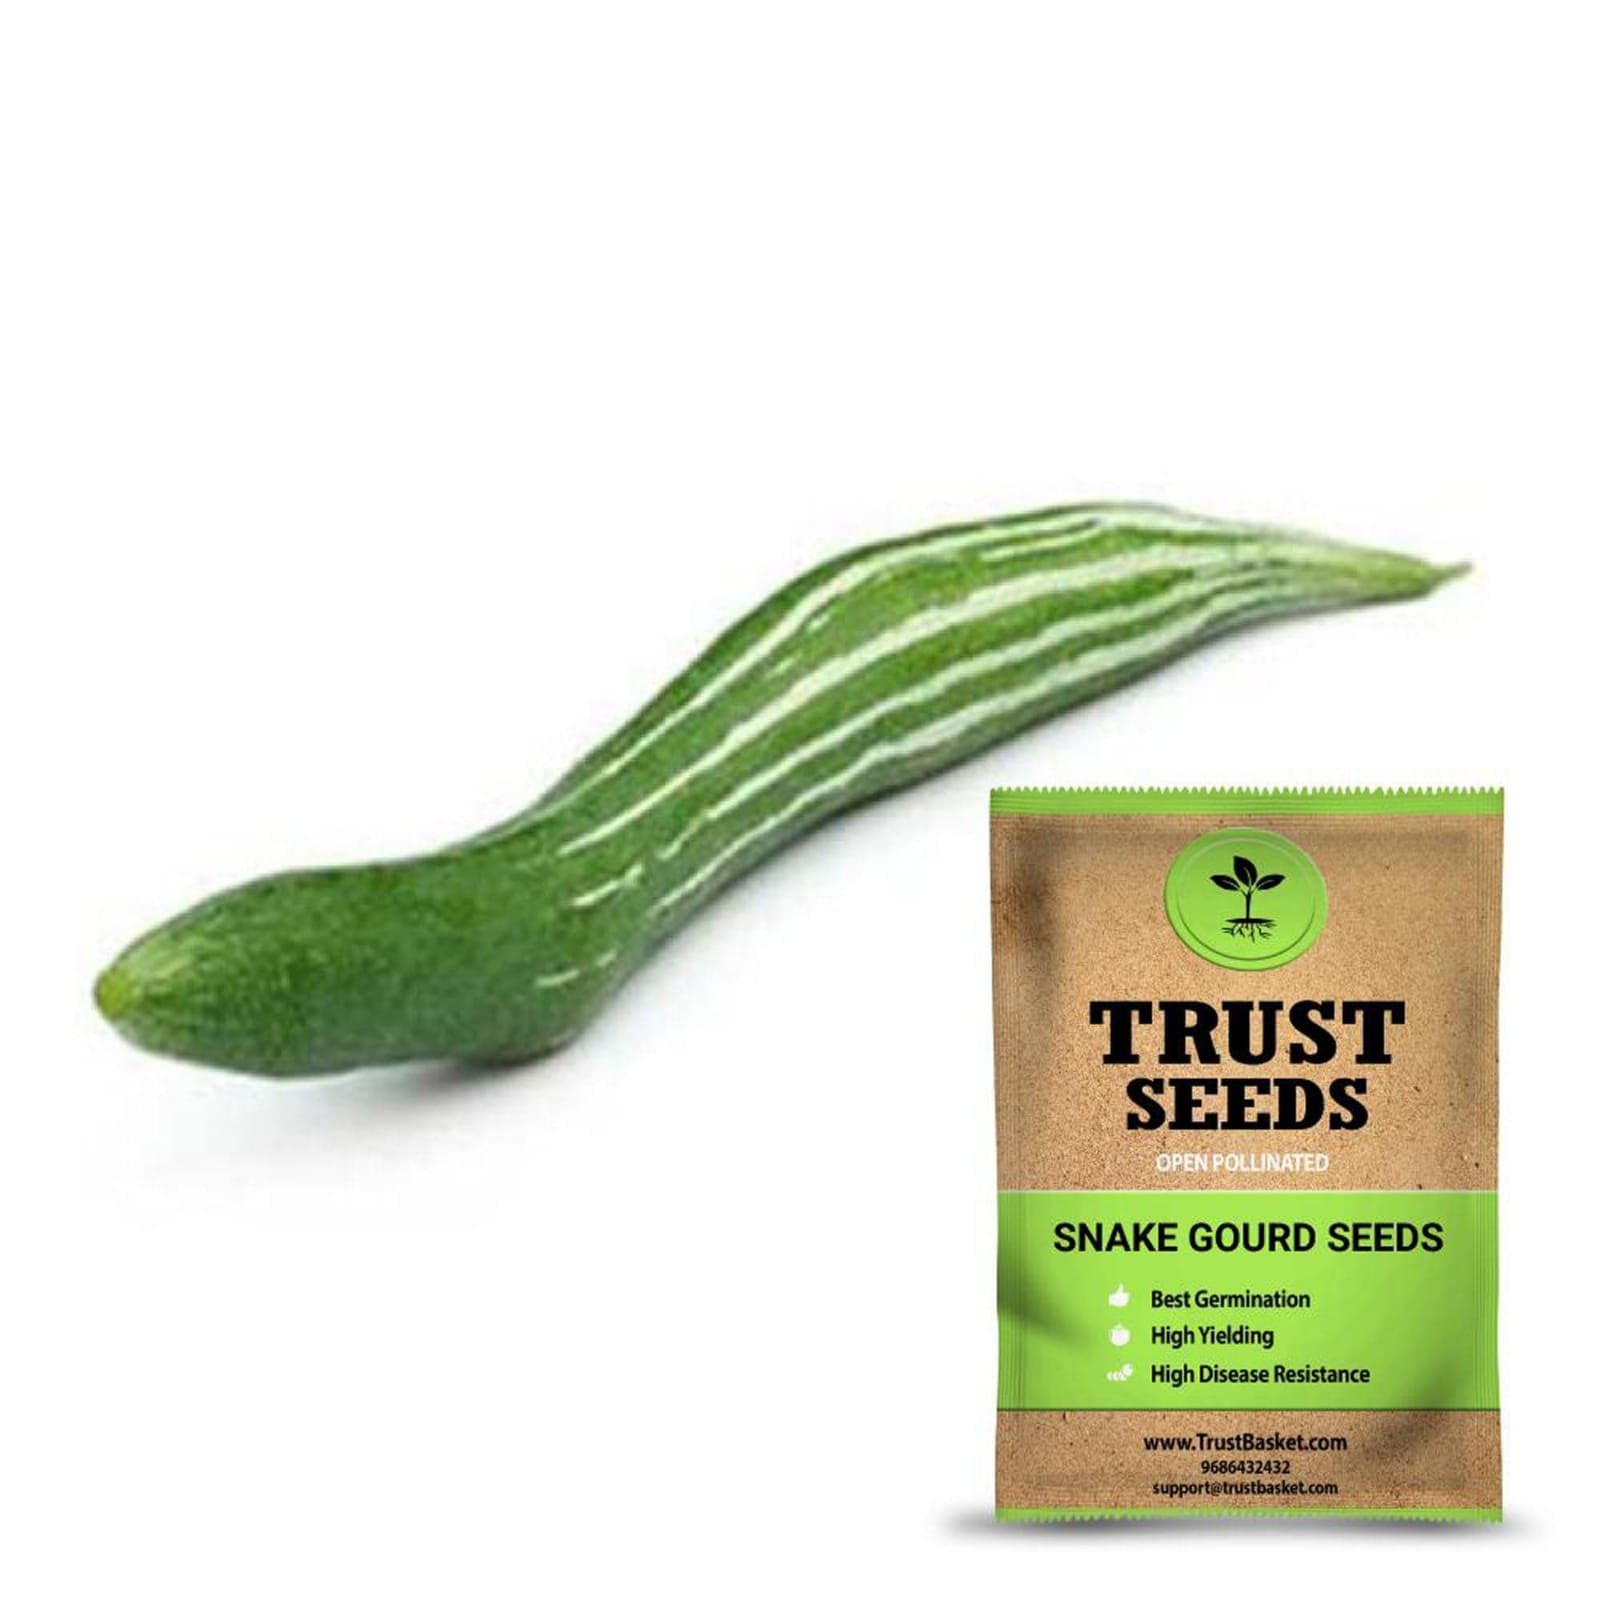 TRUST
SEEDS
OPEN POLLINATED
SNAKE GOURD SEEDS
Best Germination
High Yielding
High Disease Resistance
www.TrustBasket.com
9686432432
support@trustbasket.com